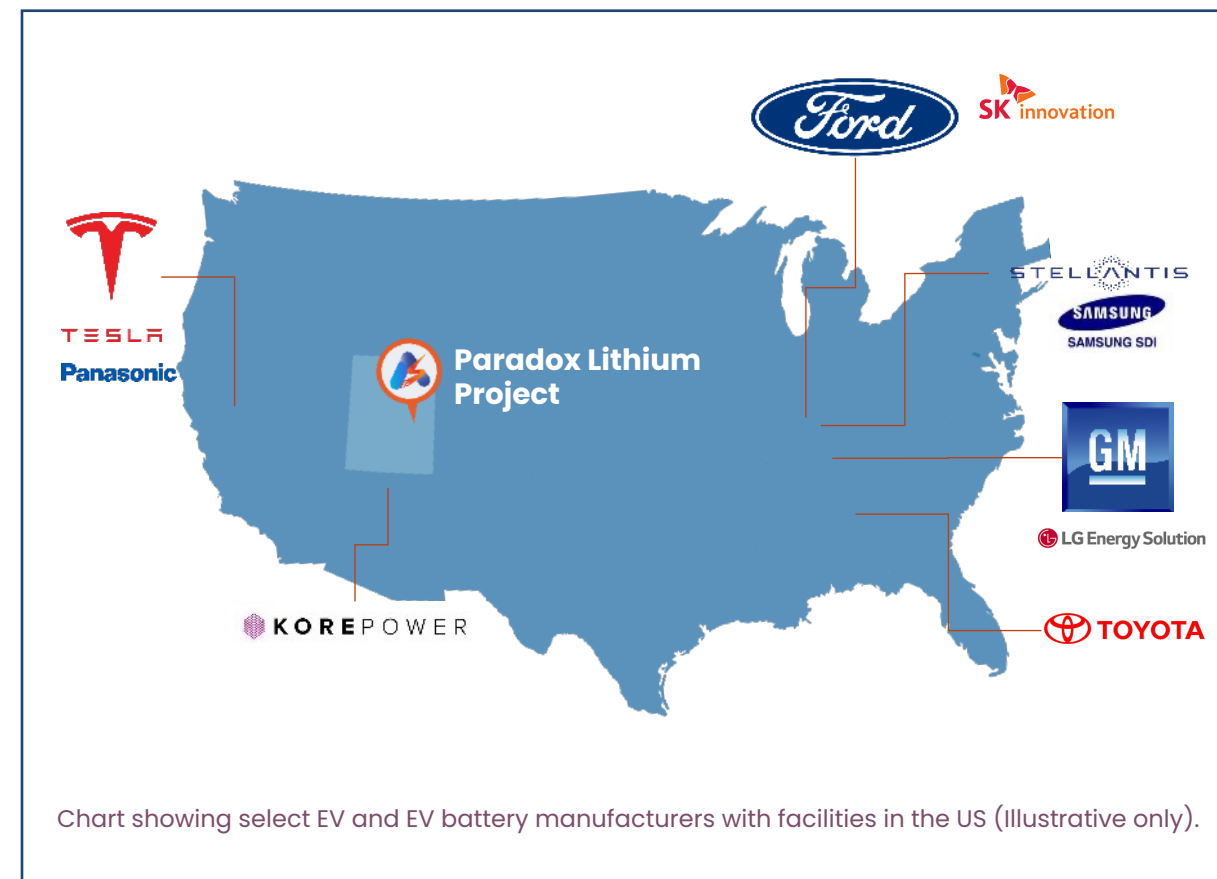 Ford
SK innovation
TESLA
Panasonic
STELLANTIS
SAMSUNG
SAMSUNG SDI
Paradox Lithium
Project
GM
LG Energy Solution
KOREPOWER
TOYOTA
Chart showing select EV and EV battery manufacturers with facilities in the US (Illustrative only).